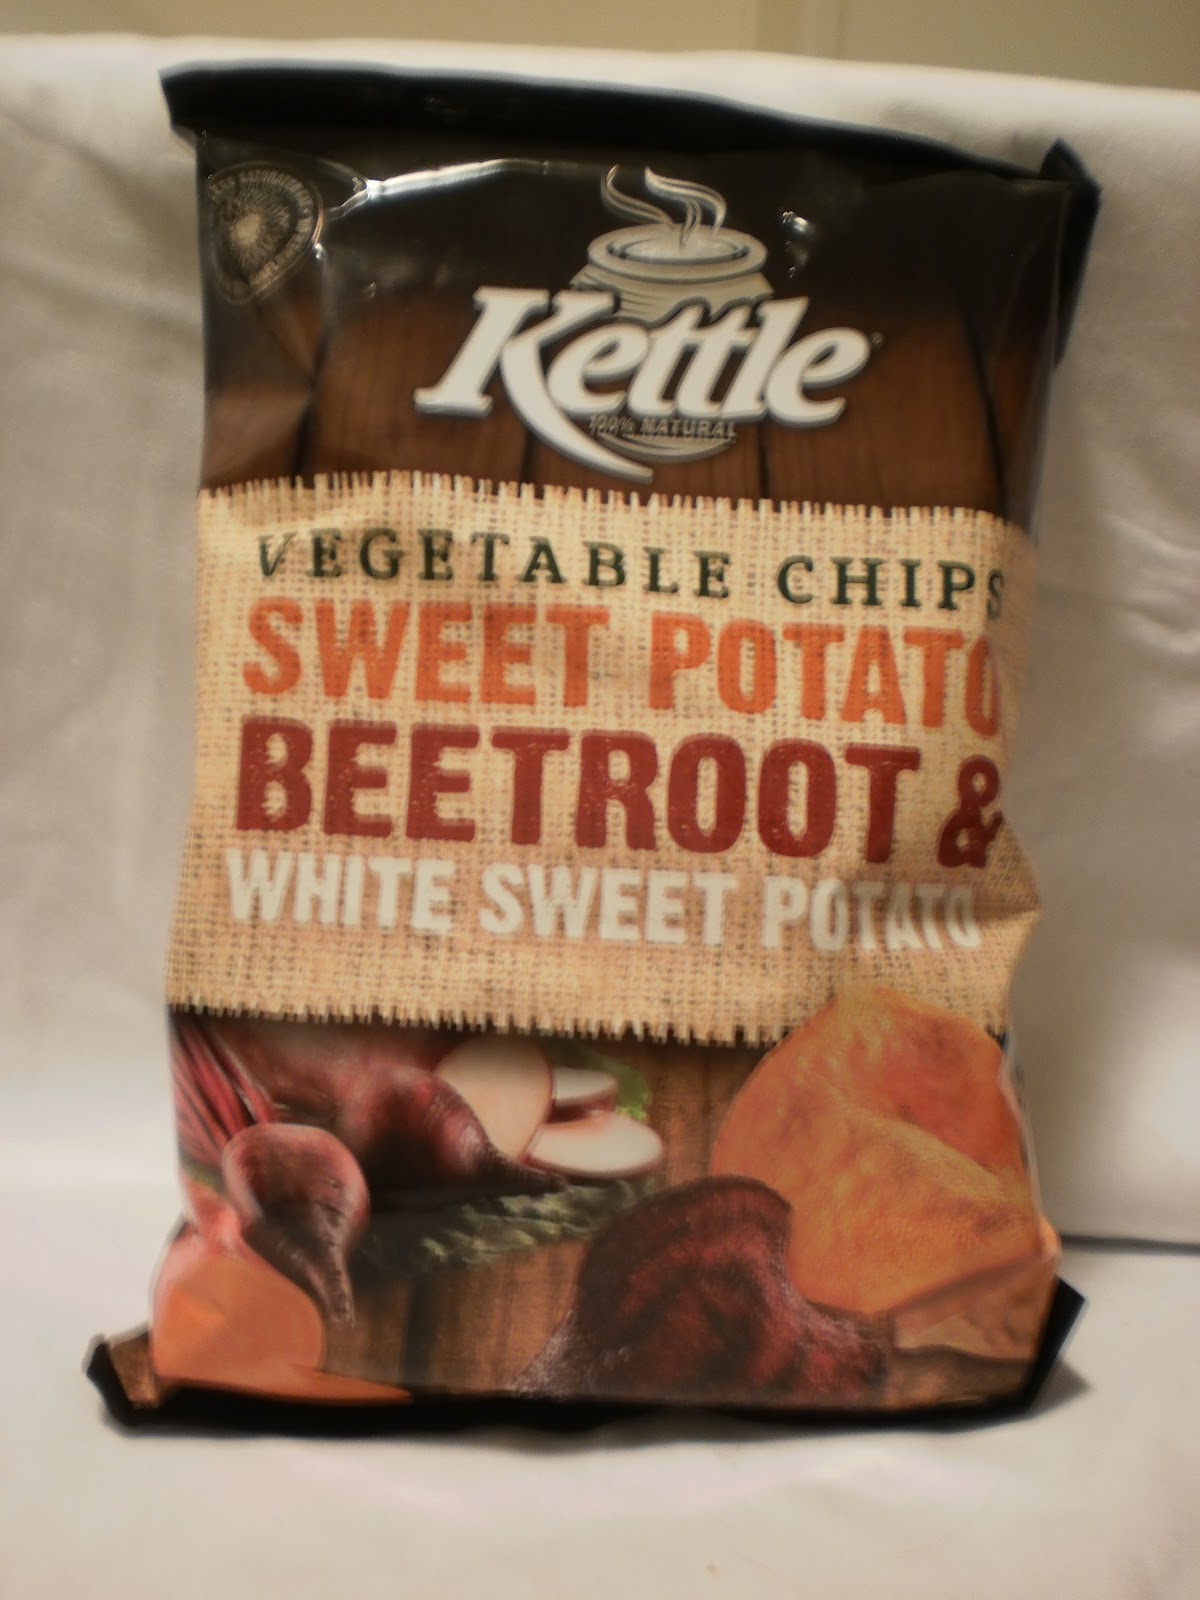 Kettle
100% NATURAL
VEGETABLE CHIPS
SWEET POTATO
BEETROOT &
WHITE SWEET POTATO